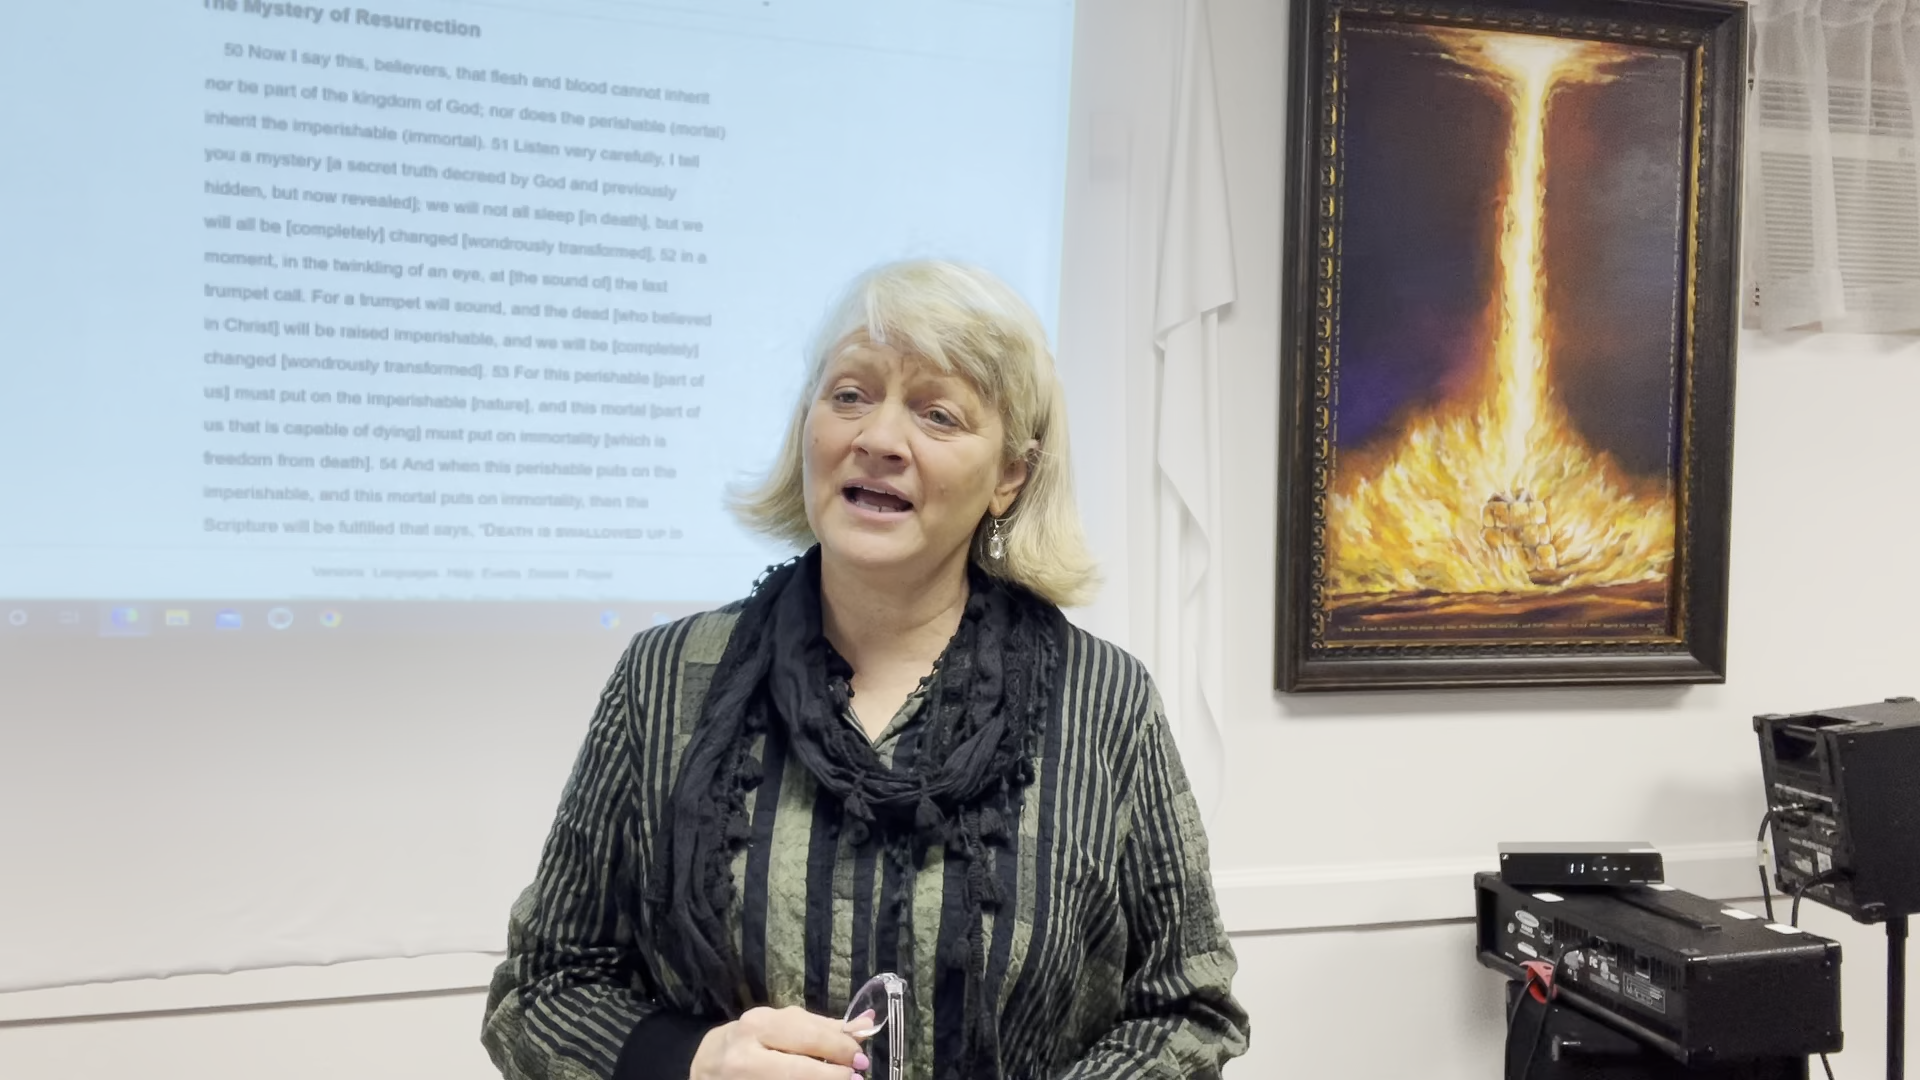 The Mystery of Resurrection
50 Now I say this, believers, that flesh and blood cannot inherit
nor be part of the kingdom of God; nor does the perishable (mortal)
inherit the imperishable (immortal). 51 Listen very carefully, I tell
you a mystery [a secret truth decreed by God and previously
hidden, but now revealed]; we will not all sleep [in death], but we
will all be [completely] changed [wondrously transformed], 52 in a
moment, in the twinkling of an eye, at [the sound of] the last
trumpet call. For a trumpet will sound, and the dead [who believed
in Christ] will be raised imperishable, and we will be [completely]
changed [wondrously transformed]. 53 For this perishable [part of
us] must put on the imperishable [nature], and this mortal [part of
us that is capable of dying] must put on immortality [which is
freedom from death]. 54 And when this perishable puts on the
imperishable, and this mortal puts on immortality, then the
Scripture will be fulfilled that says, “DEATH IS SWALLOWED UP in
Versions Languages Help Events Donate Prayer